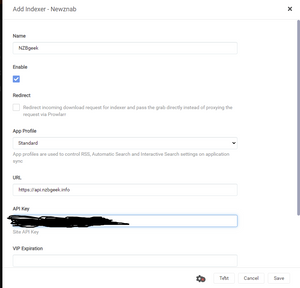 Add Indexer - Newznab
Name
NZBgeek
Enable
Redirect
Redirect incoming download request for indexer and pass the grab directly instead of proxying the
request via Prowlarr
App Profile
Standard
App profiles are used to control RSS, Automatic Search and Interactive Search settings on application
sync
URL
https://api.nzbgeek.info
API Key
Site API Key
VIP Expiration
Test
Cancel
Save